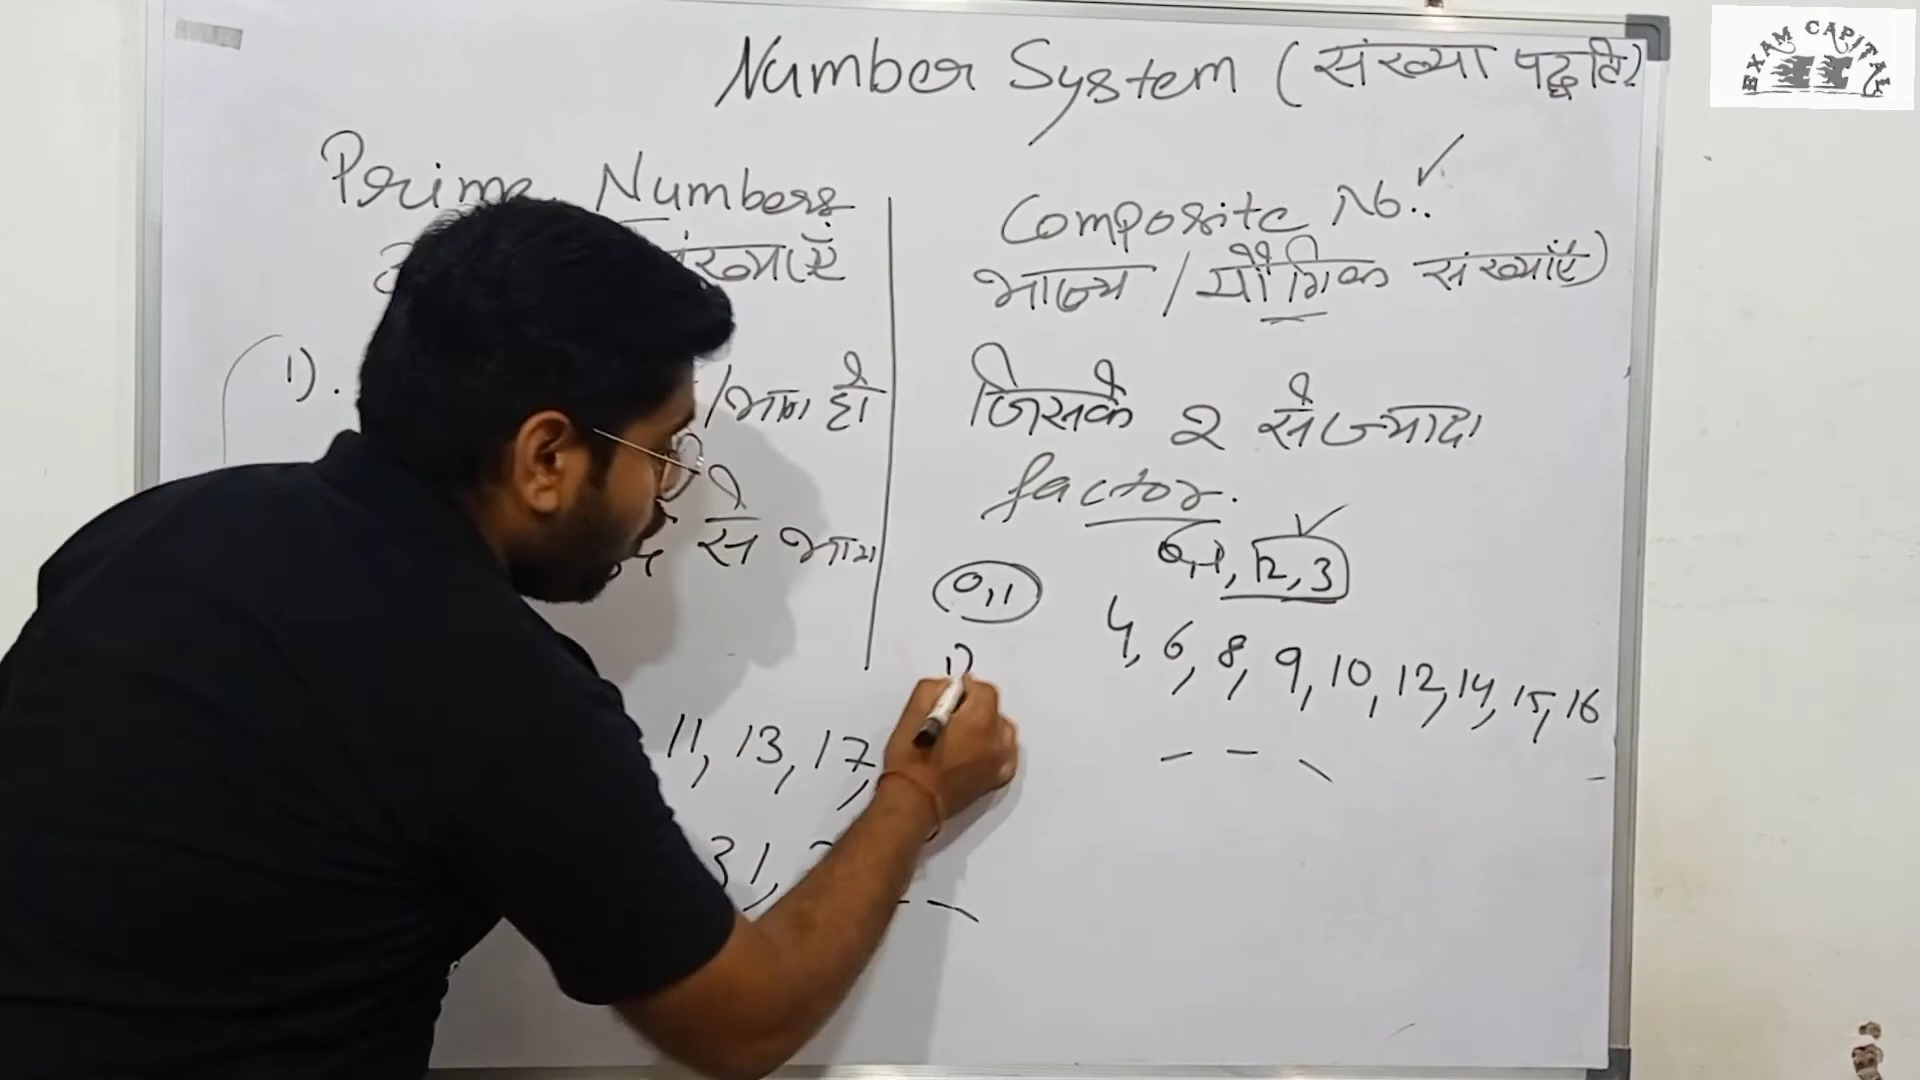 EXAM CAPITAL
Number System (संख्या पद्धति)
Prime Numbers
संख्याएँ
1).
/भाग हो
से भाग
11, 13, 17,
31,
Composite No.
भाज्य / यौगिक संख्याएँ)
जिसके 2 से ज्यादा
factor.
6, 1, 2, 3
0, 1
4, 6, 8, 9, 10, 12, 14, 15, 16